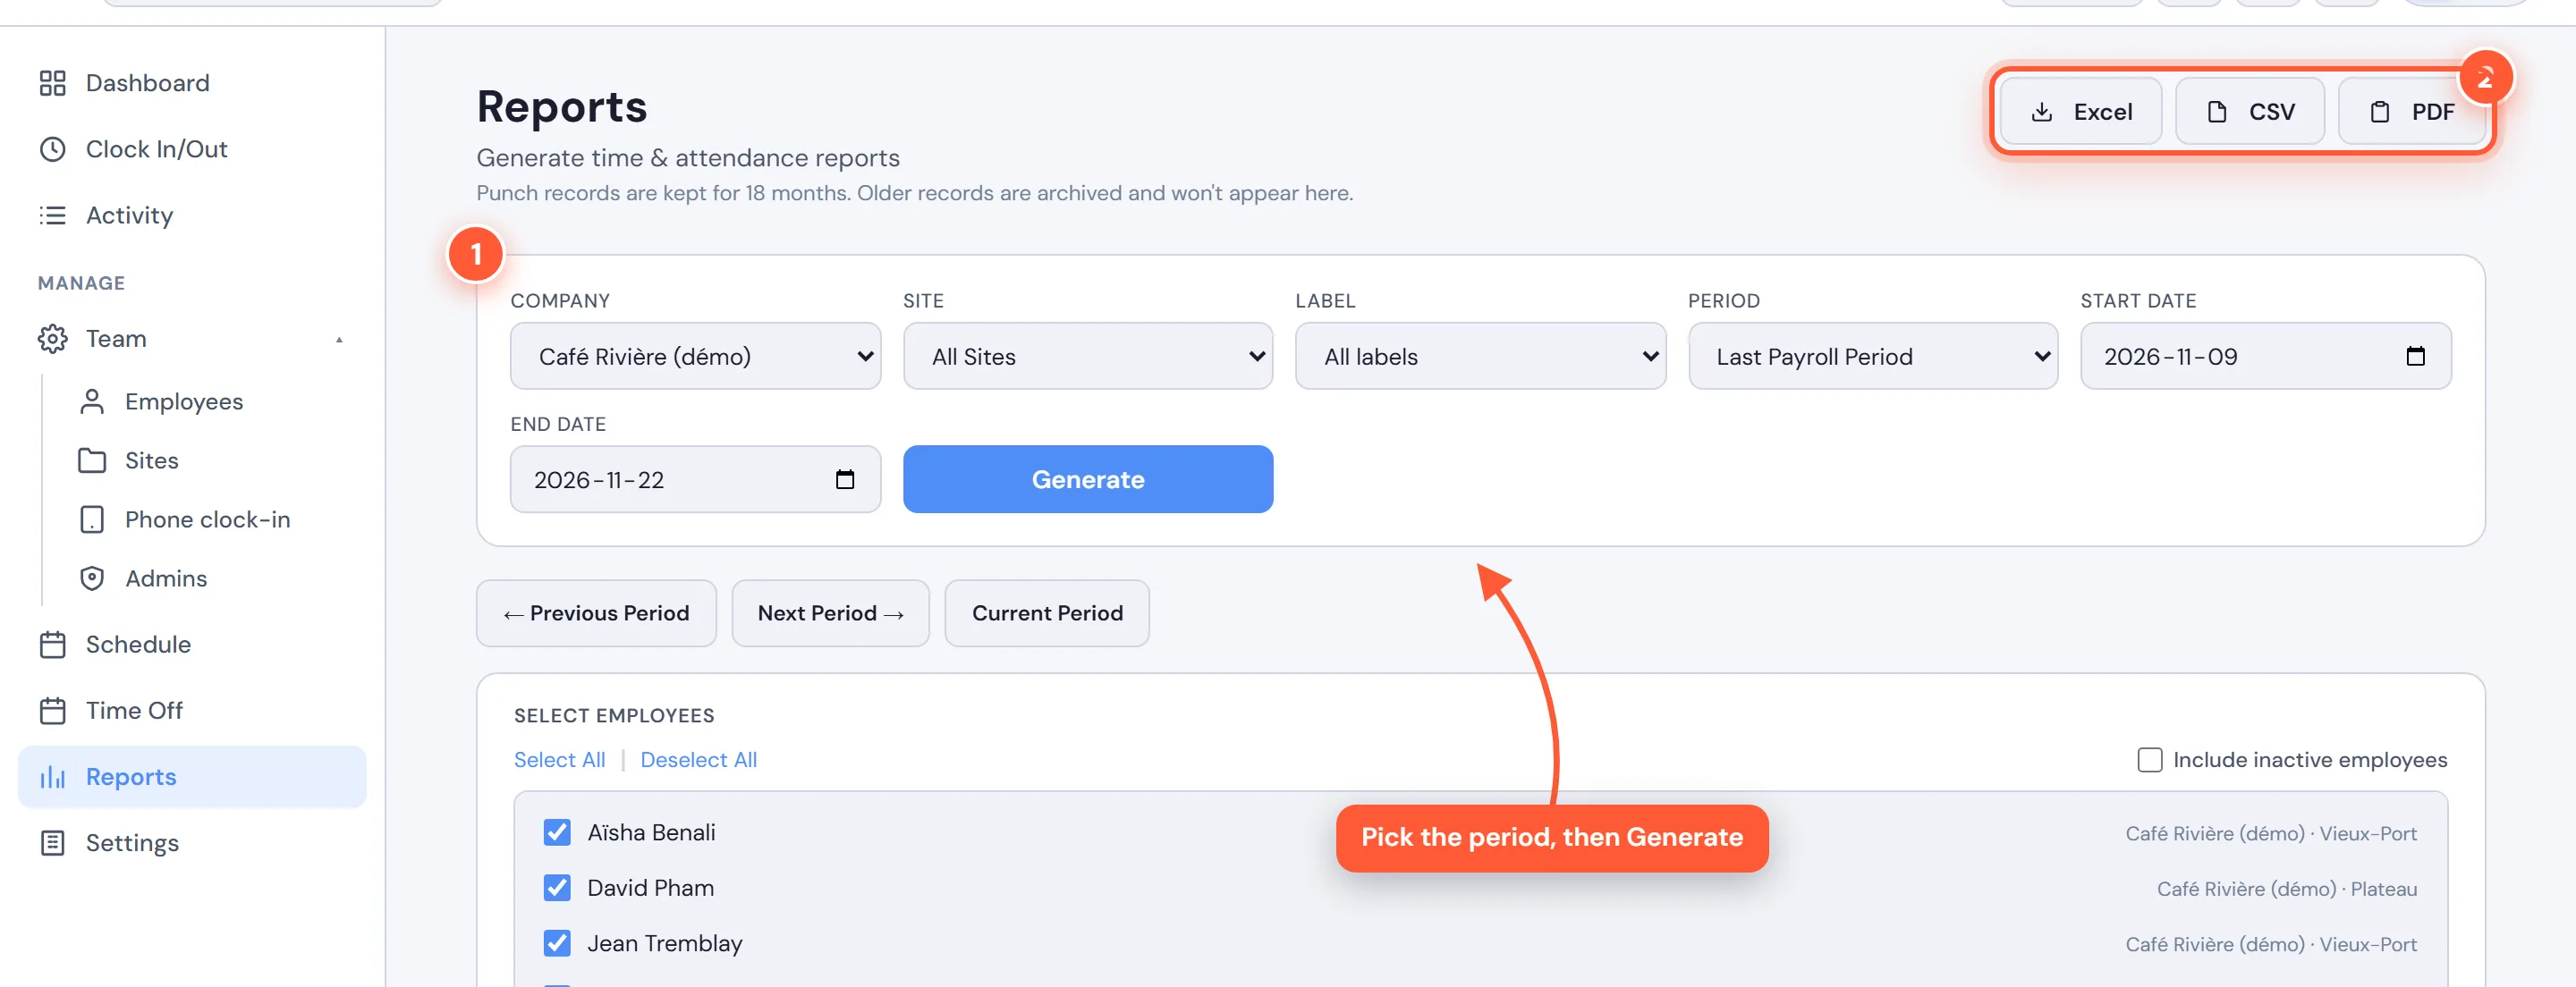 Dashboard
Clock In/Out
Activity
MANAGE
Team
Employees
Sites
Phone clock-in
Admins
Schedule
Time Off
Reports
Settings
Reports
Generate time & attendance reports
Punch records are kept for 18 months. Older records are archived and won't appear here.
Excel
CSV
PDF
2
1
COMPANY
Café Rivière (démo)
SITE
All Sites
LABEL
All labels
PERIOD
Last Payroll Period
START DATE
2026-11-09
END DATE
2026-11-22
Generate
← Previous Period
Next Period →
Current Period
SELECT EMPLOYEES
Select All | Deselect All
Include inactive employees
Aïsha Benali
Café Rivière (démo) · Vieux-Port
David Pham
Café Rivière (démo) · Plateau
Jean Tremblay
Café Rivière (démo) · Vieux-Port
Pick the period, then Generate